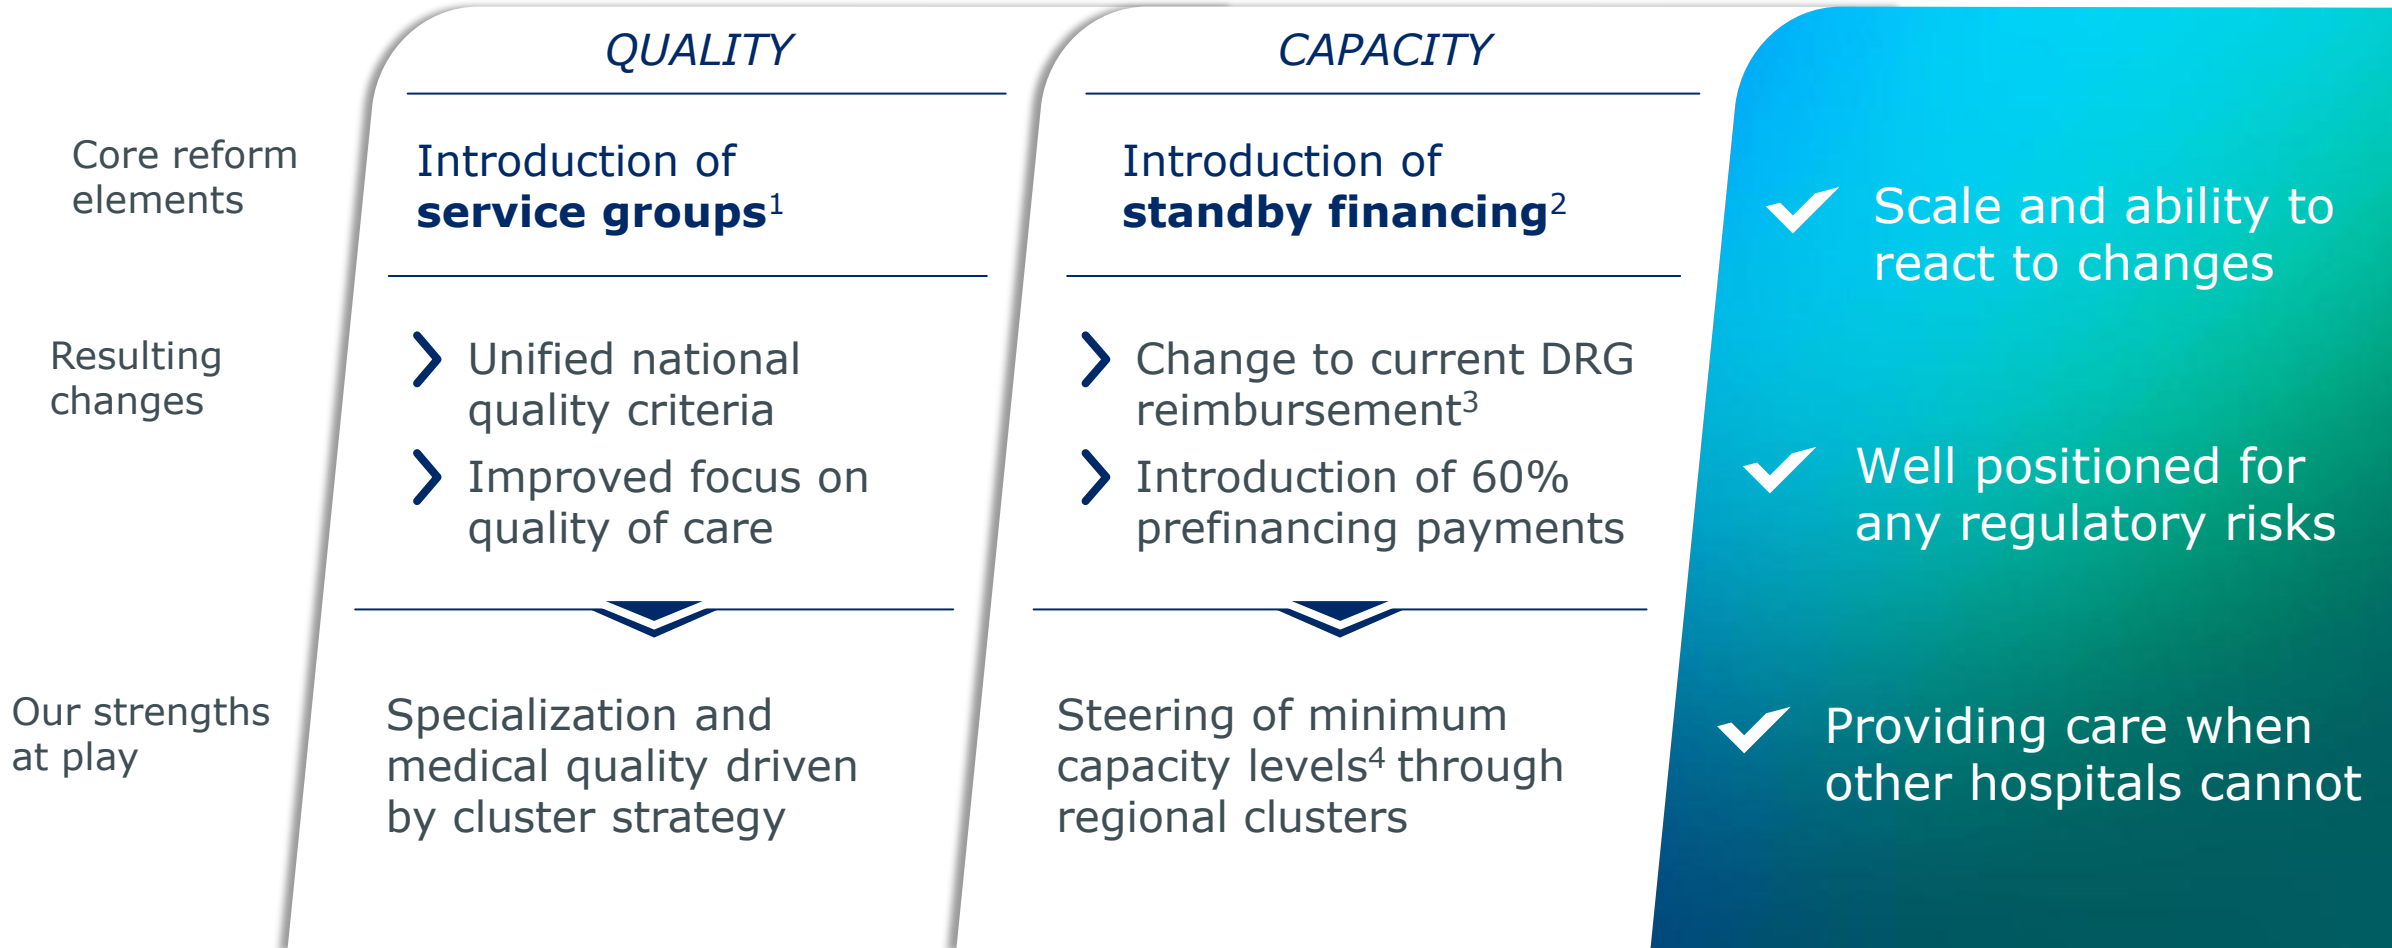 QUALITY
CAPACITY
Core reform
elements
Introduction of
service groups¹
Introduction of
standby financing²
Resulting
changes
Unified national
quality criteria
Improved focus on
quality of care
Change to current DRG
reimbursement³
Introduction of 60%
prefinancing payments
Our strengths
at play
Specialization and
medical quality driven
by cluster strategy
Steering of minimum
capacity levels⁴ through
regional clusters
Scale and ability to
react to changes
Well positioned for
any regulatory risks
Providing care when
other hospitals cannot